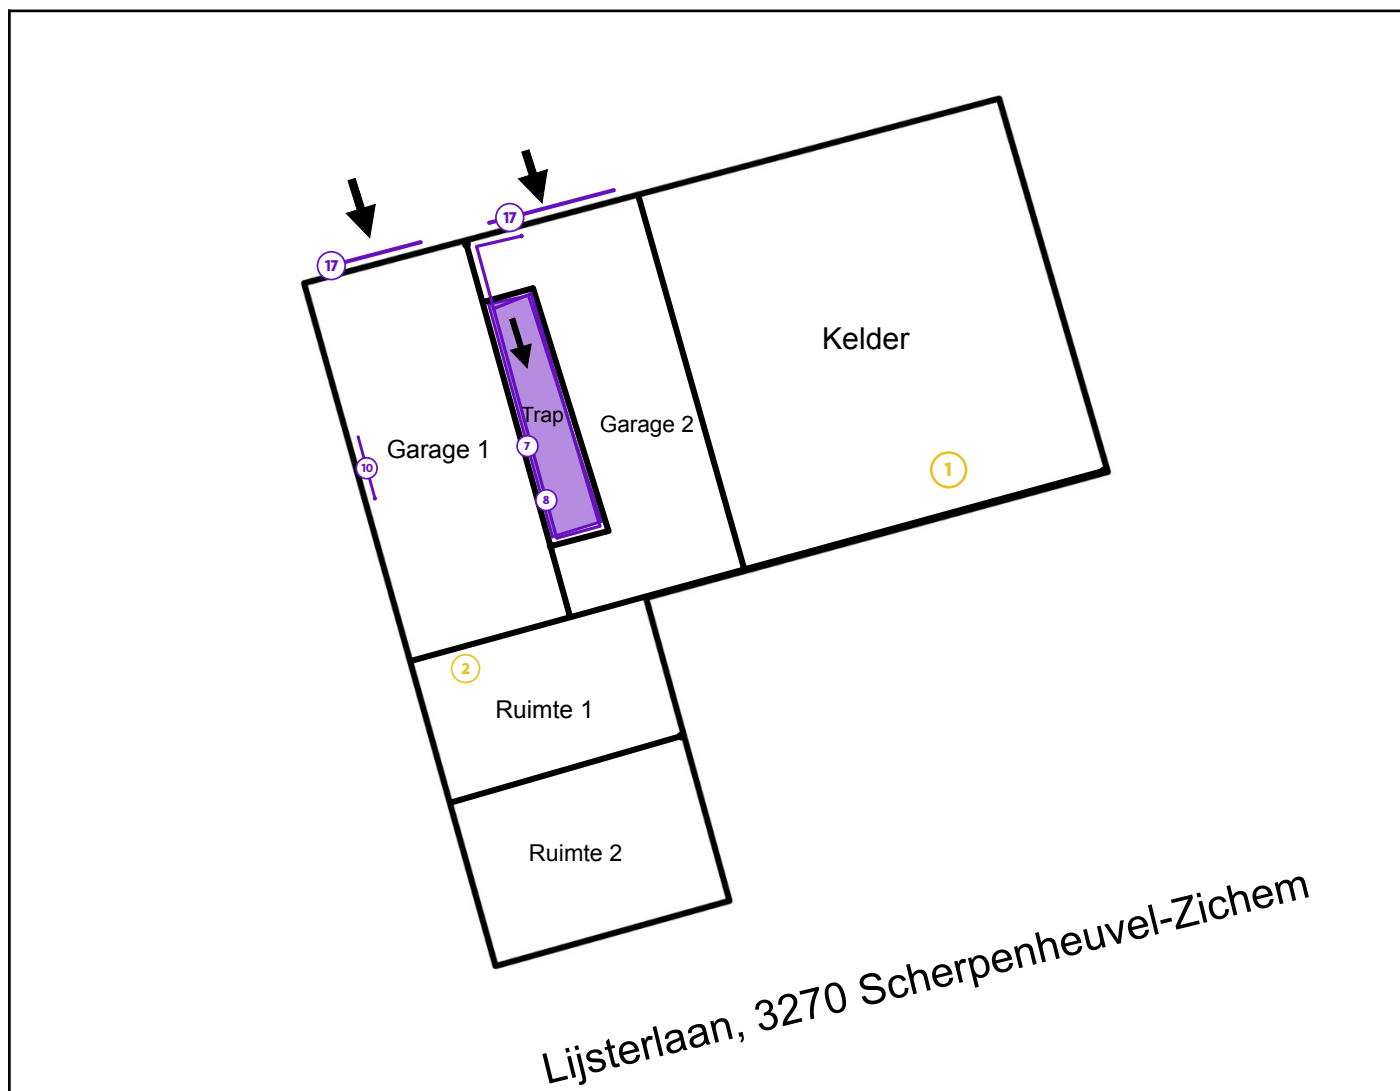 17
17
Kelder
Trap
Garage 2
Garage 1
7
10
1
8
2
Ruimte 1
Ruimte 2
Lijsterlaan, 3270 Scherpenheuvel-Zichem